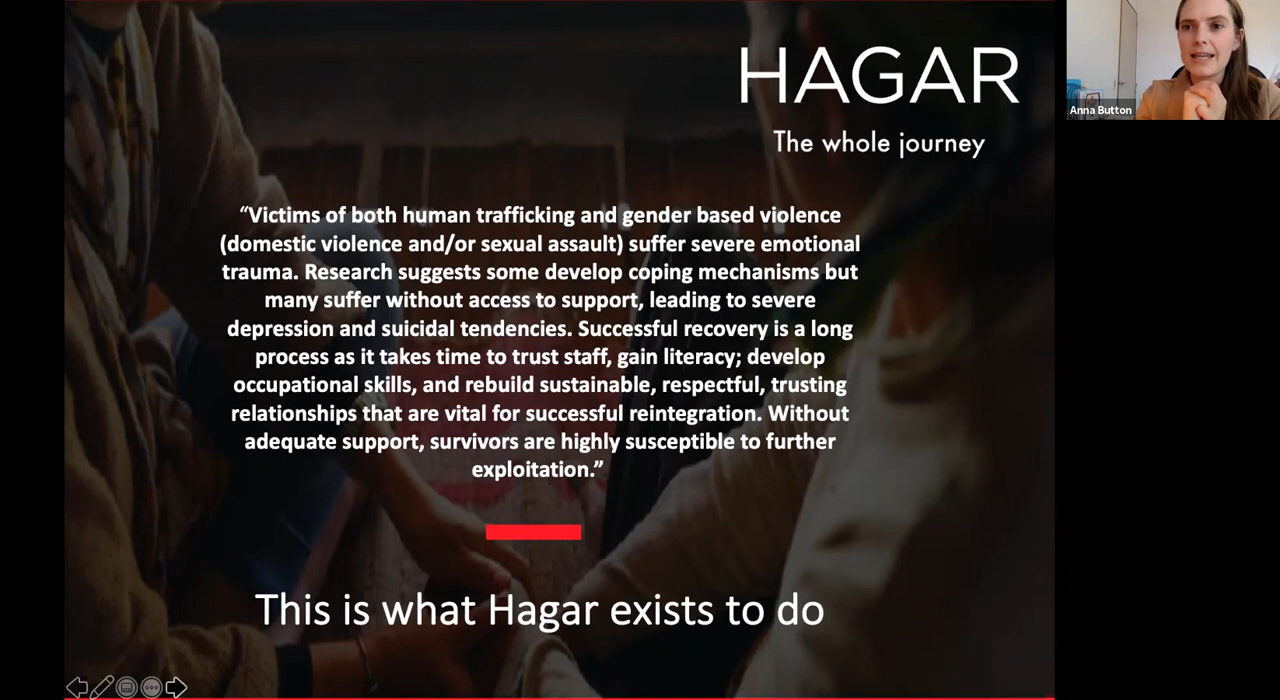 HAGAR
The whole journey
Anna Button
“Victims of both human trafficking and gender based violence
(domestic violence and/or sexual assault) suffer severe emotional
trauma. Research suggests some develop coping mechanisms but
many suffer without access to support, leading to severe
depression and suicidal tendencies. Successful recovery is a long
process as it takes time to trust staff, gain literacy; develop
occupational skills, and rebuild sustainable, respectful, trusting
relationships that are vital for successful reintegration. Without
adequate support, survivors are highly susceptible to further
exploitation.”
This is what Hagar exists to do